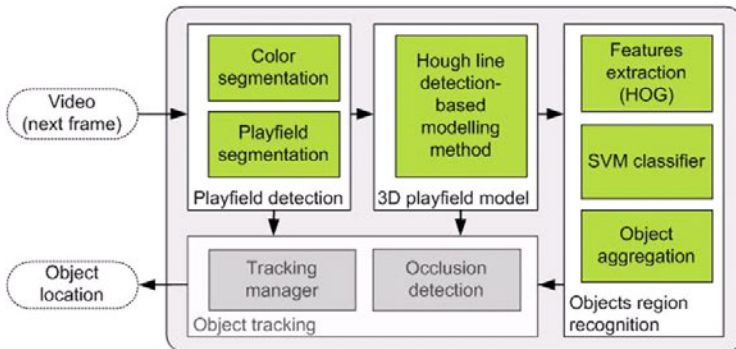 Video
(next frame)
Color
segmentation
Playfield
segmentation
Playfield detection
Hough line
detection-
based
modelling
method
3D playfield model
Features
extraction
(HOG)
SVM classifier
Object
aggregation
Objects region
recognition
Tracking
manager
Occlusion
detection
Object tracking
Object
location